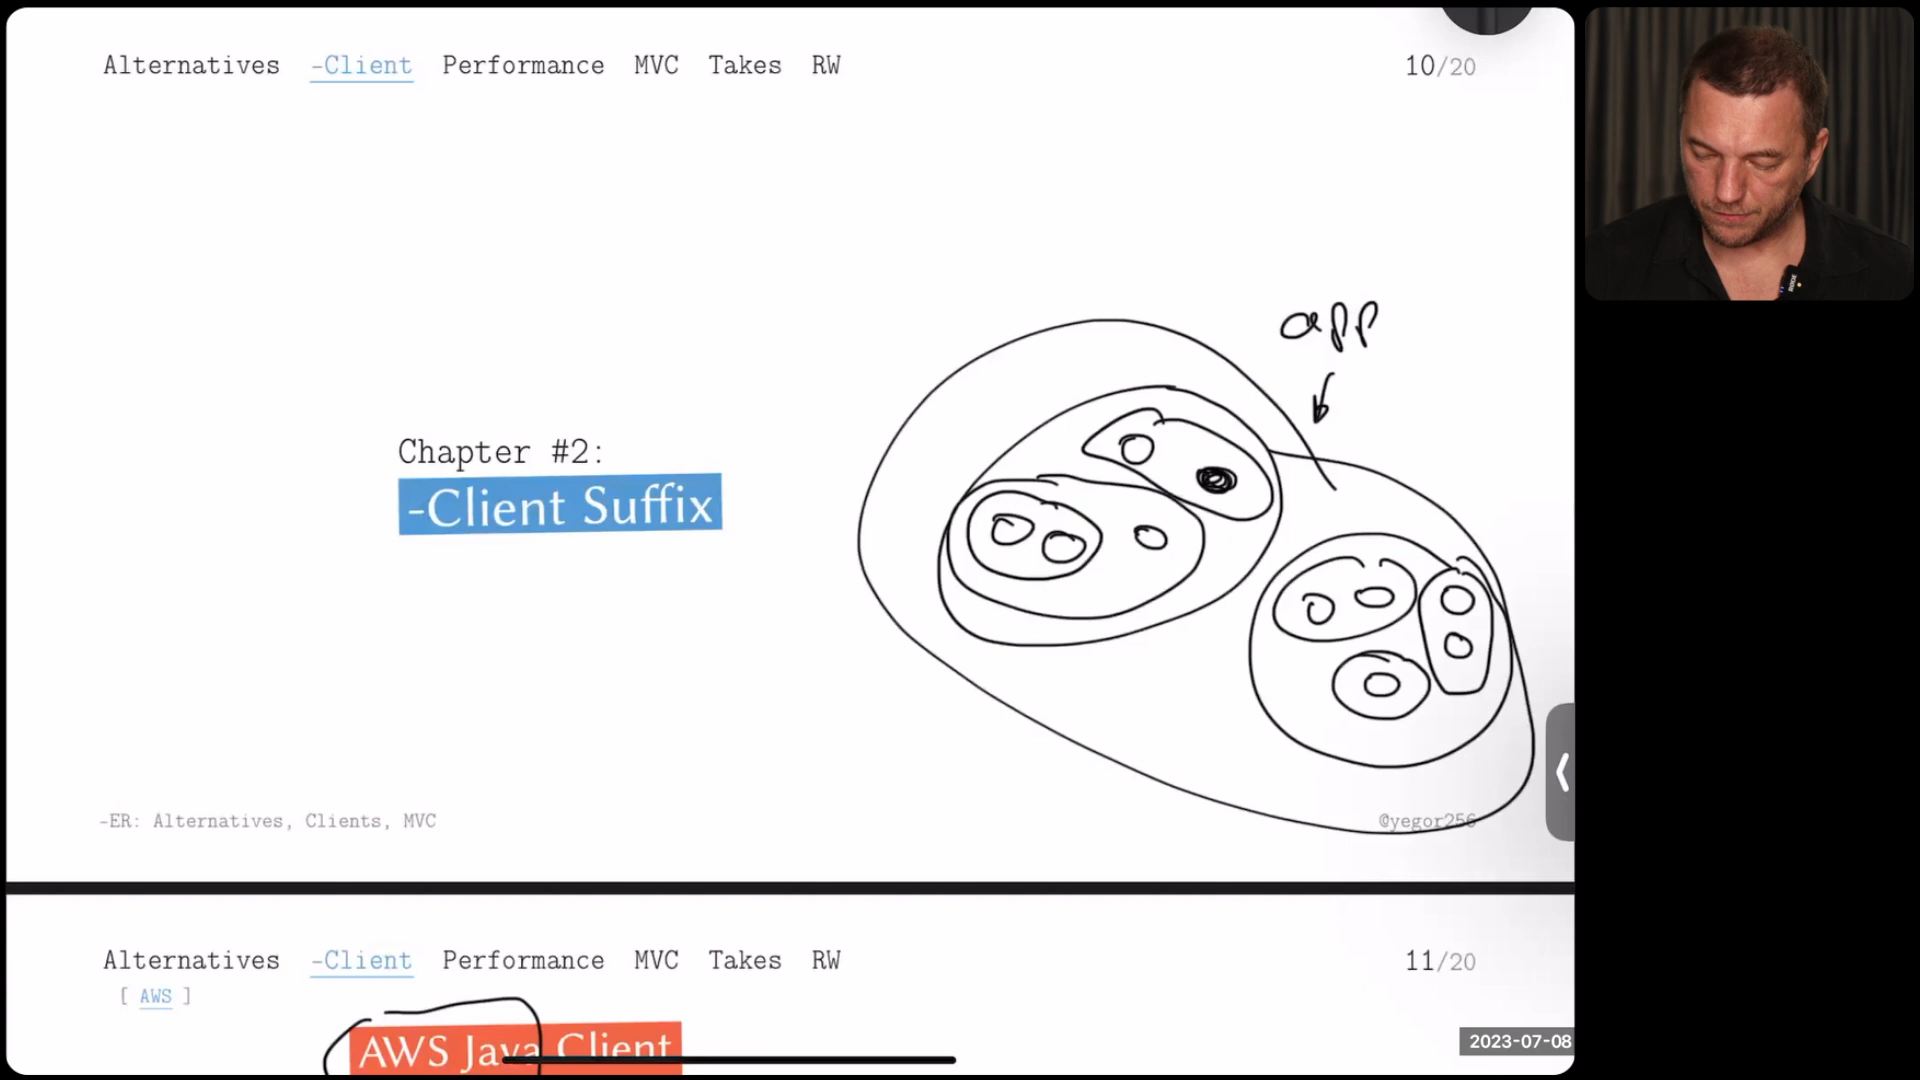 Alternatives -Client Performance MVC Takes RW 10/20
app
Chapter #2:
-Client Suffix
-ER: Alternatives, Clients, MVC @yegor256
Alternatives -Client Performance MVC Takes RW 11/20
[ AWS ]
AWS Java Client
2023-07-08